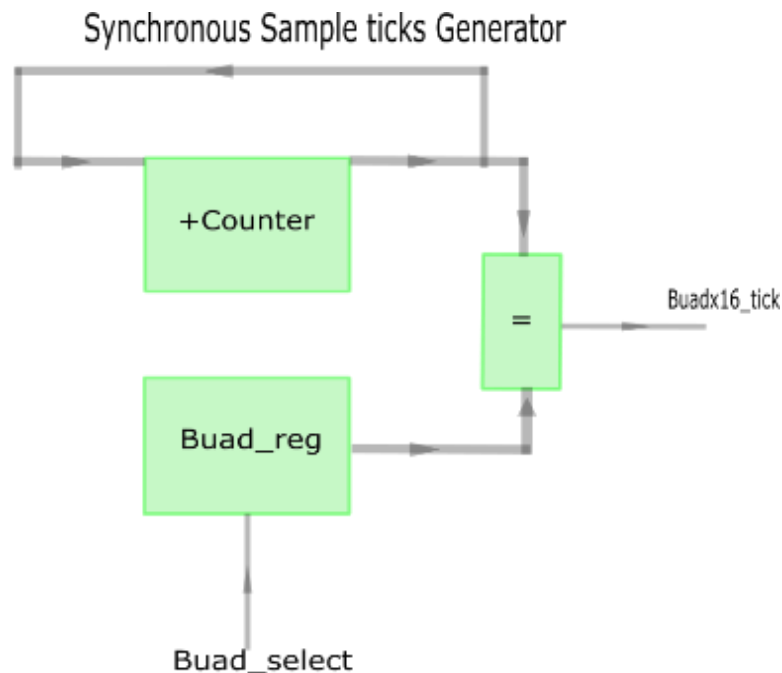 Synchronous Sample ticks Generator
+Counter
=
Buadx16_tick
Buad_reg
Buad_select